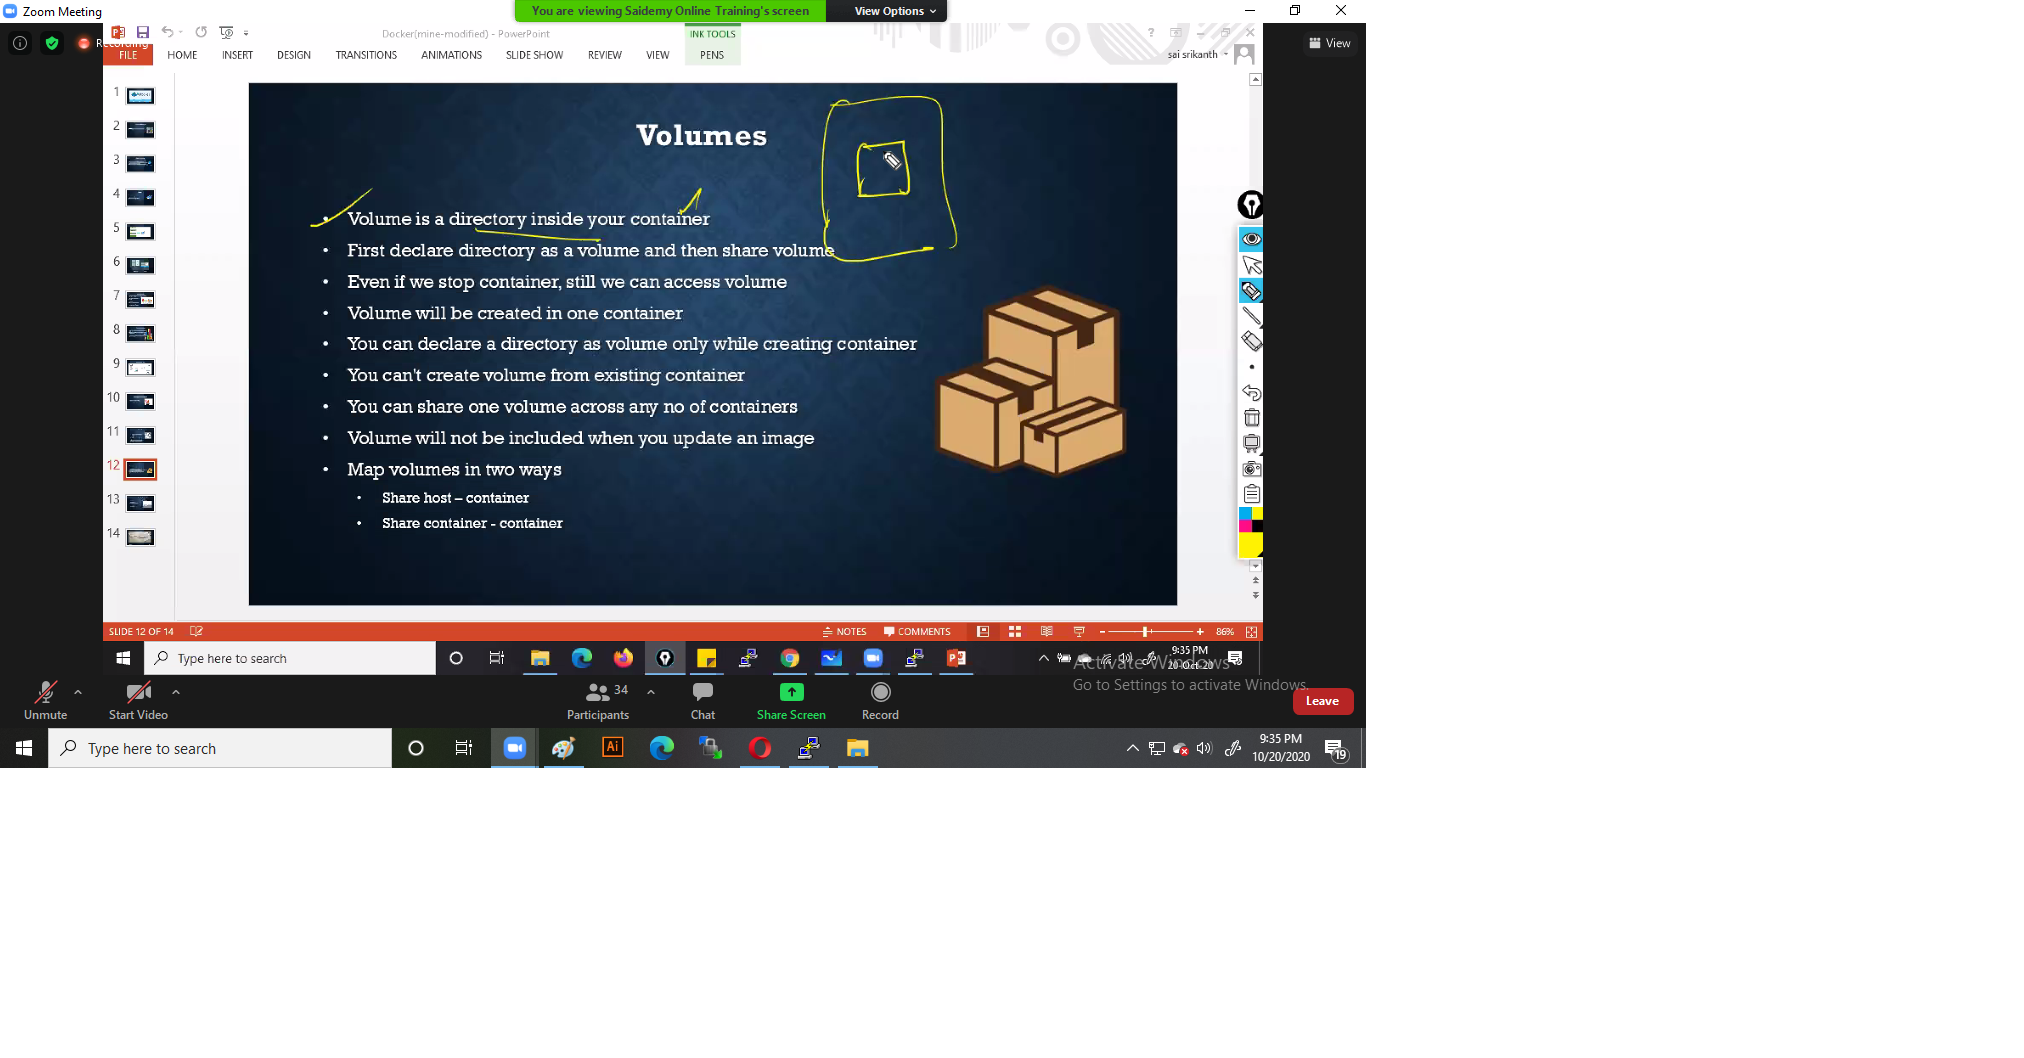 Zoom Meeting
You are viewing Saidemy Online Training's screen
View Options
Recording
View
Docker(mine-modified) - PowerPoint
INK TOOLS
FILE HOME INSERT DESIGN TRANSITIONS ANIMATIONS SLIDE SHOW REVIEW VIEW PENS
sai srikanth
1
2
3
4
5
6
7
8
9
10
11
12
13
14
Volumes
• Volume is a directory inside your container
• First declare directory as a volume and then share volume
• Even if we stop container, still we can access volume
• Volume will be created in one container
• You can declare a directory as volume only while creating container
• You can't create volume from existing container
• You can share one volume across any no of containers
• Volume will not be included when you update an image
• Map volumes in two ways
• Share host – container
• Share container - container
SLIDE 12 OF 14 NOTES COMMENTS 86%
Type here to search
9:35 PM
20-Oct-20
Activate Windows
Go to Settings to activate Windows.
Unmute Start Video Participants 34 Chat Share Screen Record Leave
Type here to search
Ai
9:35 PM
10/20/2020
19